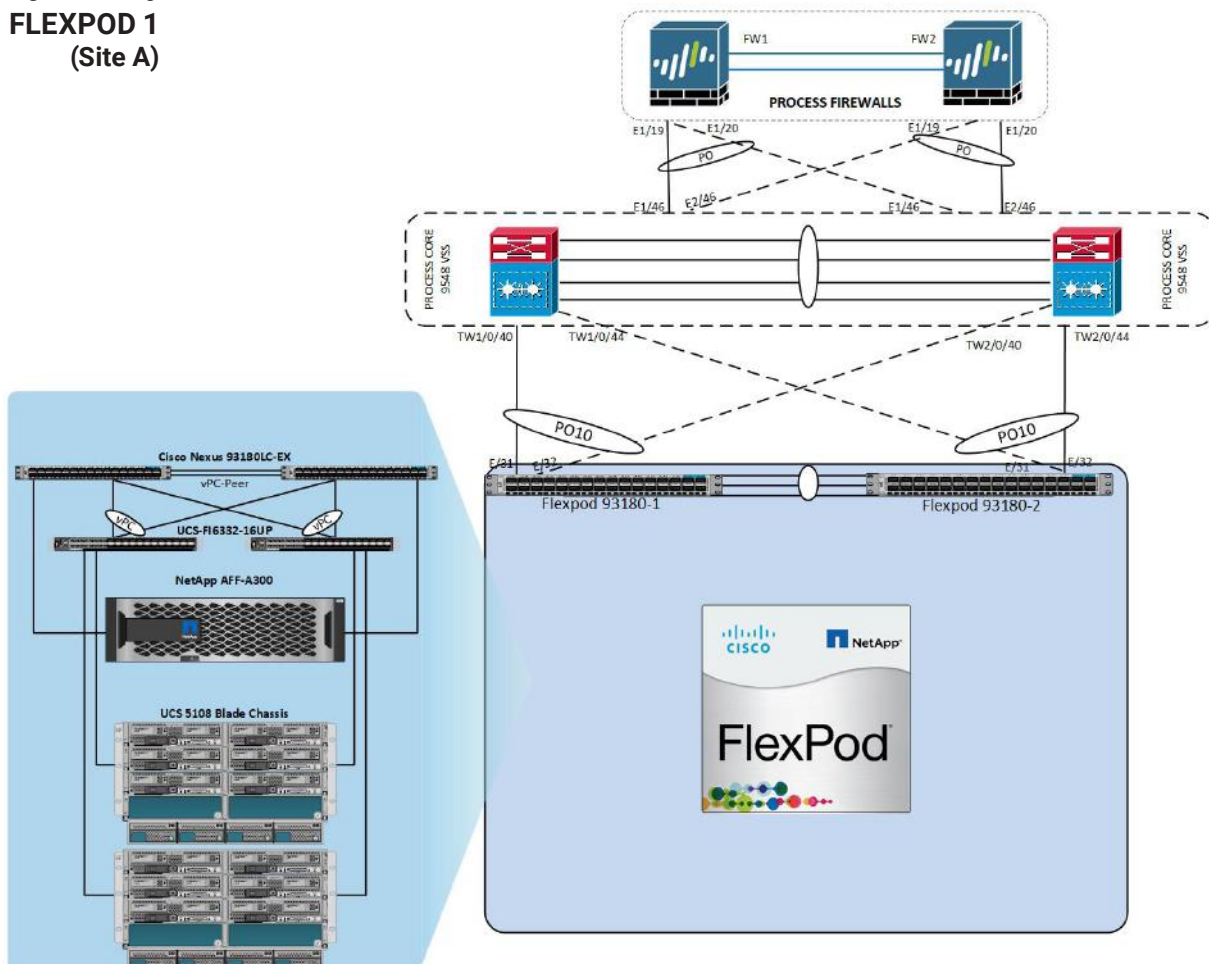 FLEXPOD 1
(Site A)
FW1
FW2
PROCESS FIREWALLS
E1/19
E1/20
E1/19
E1/20
PO
PO
E1/46
E2/46
E1/46
E2/46
PROCESS CORE
9548 VSS
PROCESS CORE
9548 VSS
TW1/0/40
TW1/0/44
TW2/0/40
TW2/0/44
PO10
PO10
E/31
E/32
E/31
E/32
Flexpod 93180-1
Flexpod 93180-2
Cisco Nexus 93180LC-EX
vPC-Peer
vPC
vPC
UCS-FI6332-16UP
NetApp AFF-A300
UCS 5108 Blade Chassis
CISCO
NetApp
FlexPod